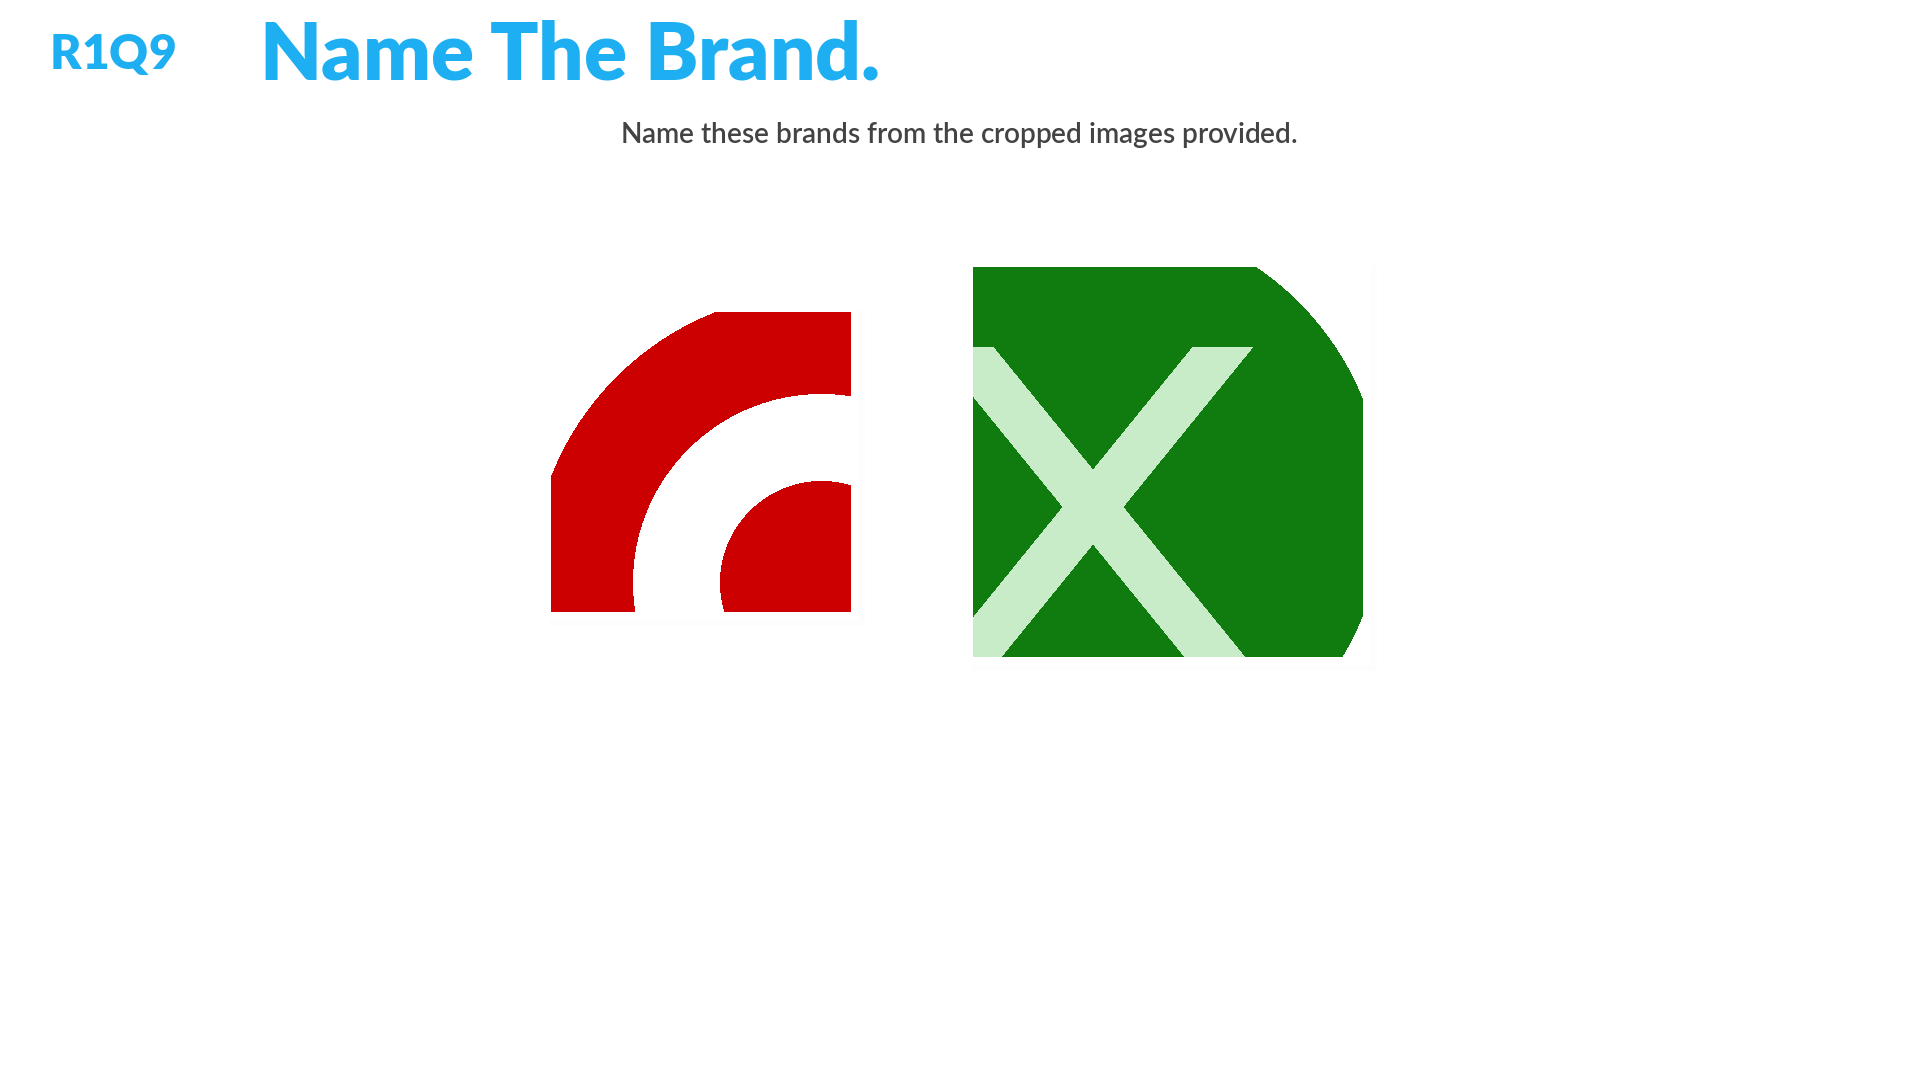 R1Q9
Name The Brand.
Name these brands from the cropped images provided.
X